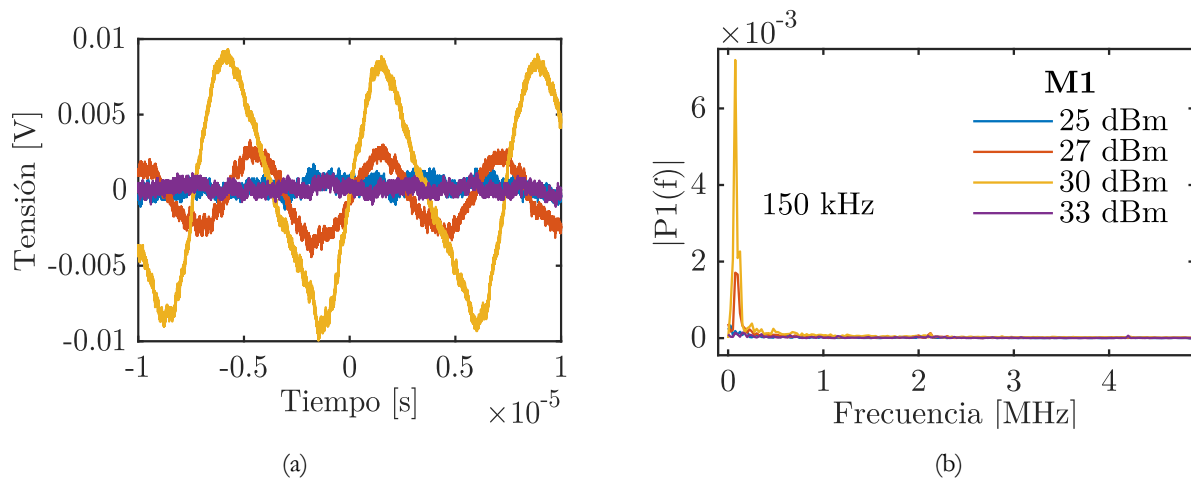 0.01
0.005
0
-0.005
-0.01
Tensión [V]
-1 -0.5 0 0.5 1
Tiempo [s]
×10-5
(a)
×10-3
6
4
2
0
|P1(f)|
M1
25 dBm
27 dBm
30 dBm
33 dBm
150 kHz
0 1 2 3 4
Frecuencia [MHz]
(b)